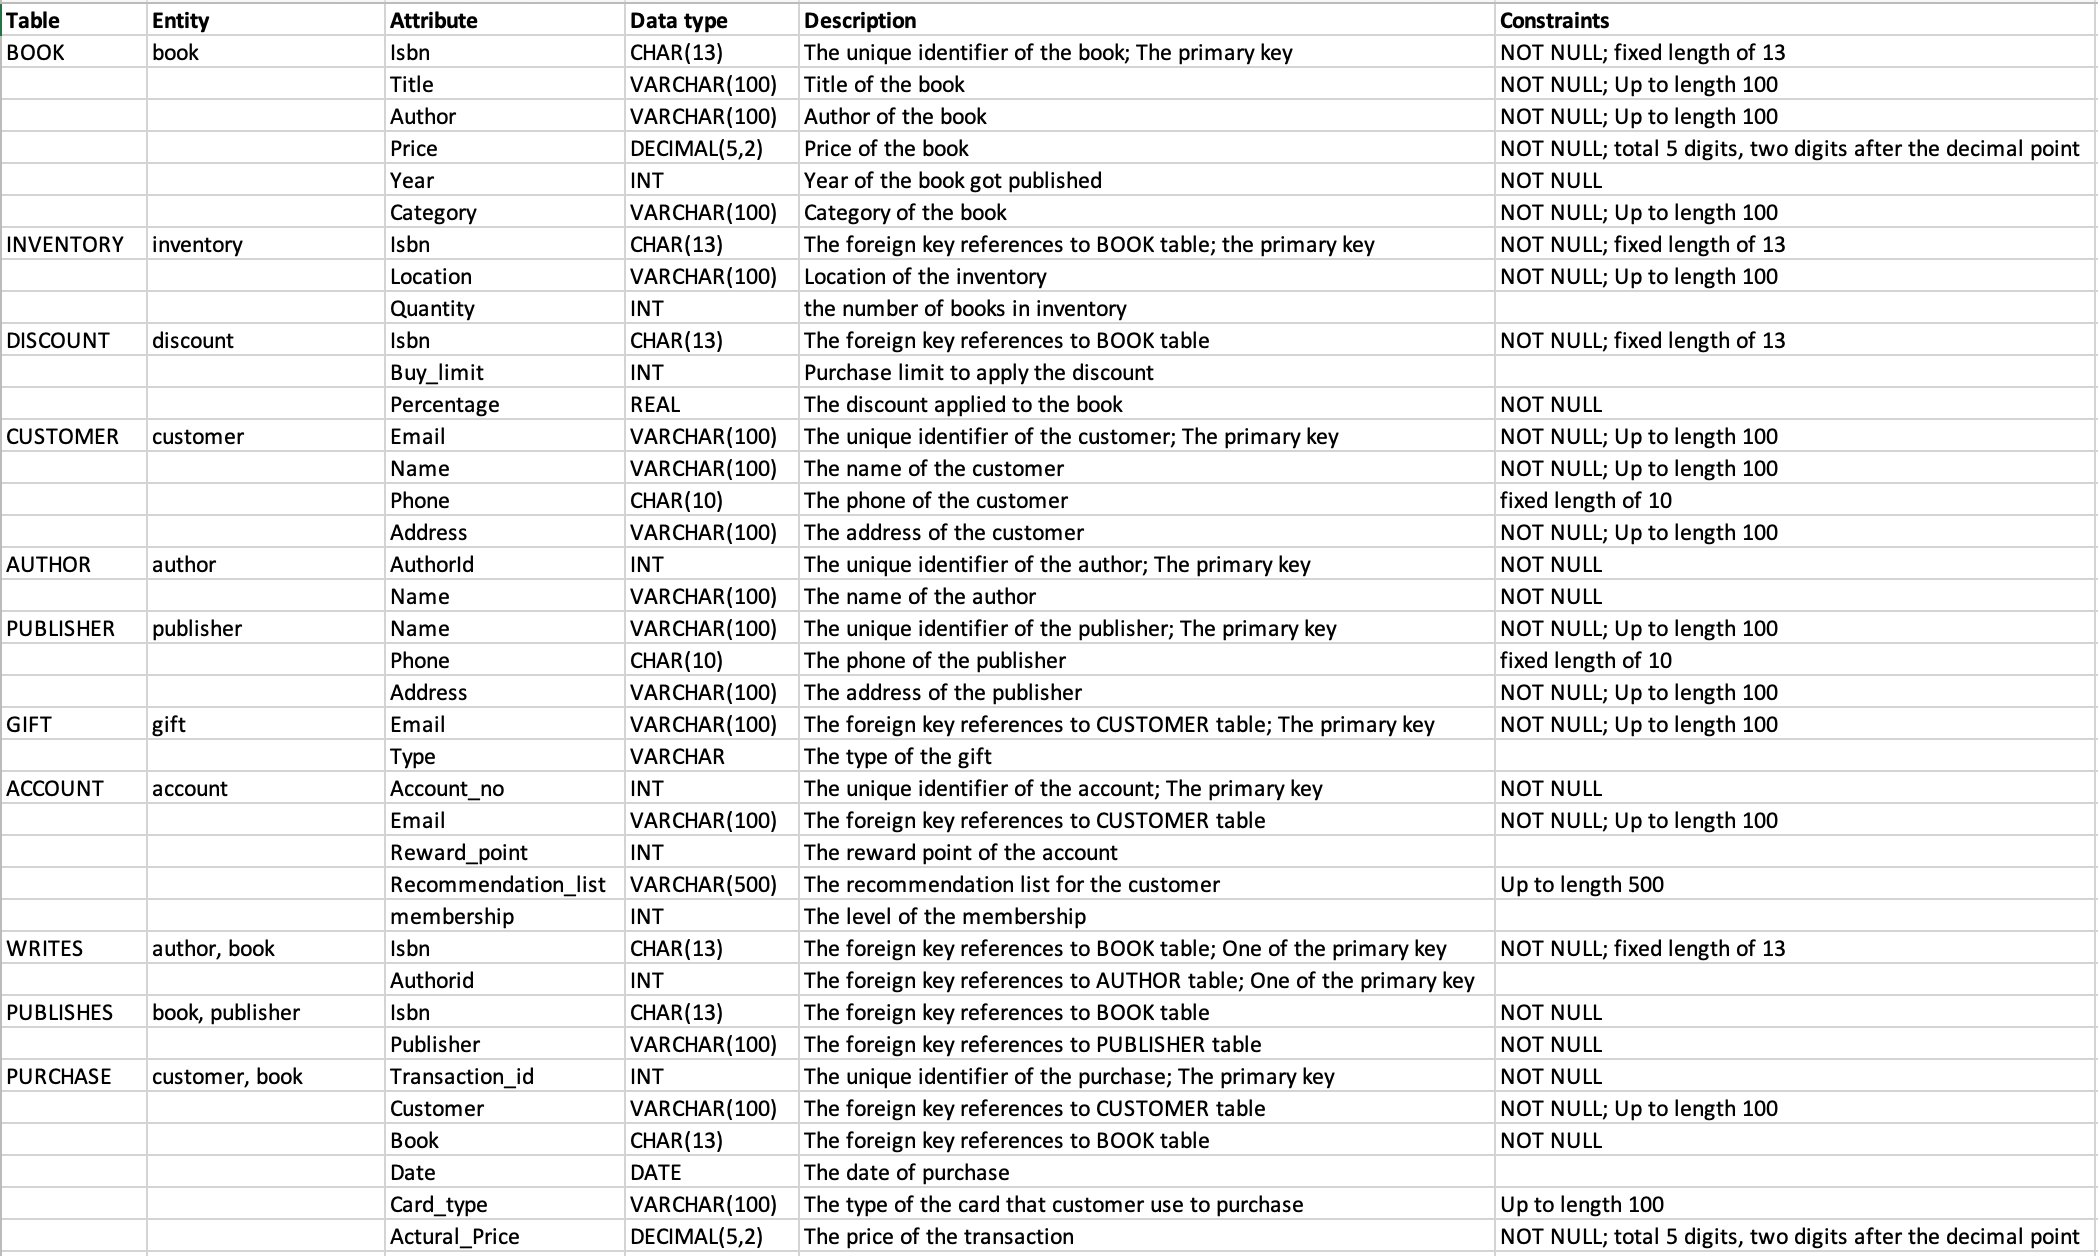 Table Entity Attribute Data type Description Constraints
BOOK book Isbn CHAR(13) The unique identifier of the book; The primary key NOT NULL; fixed length of 13
Title VARCHAR(100) Title of the book NOT NULL; Up to length 100
Author VARCHAR(100) Author of the book NOT NULL; Up to length 100
Price DECIMAL(5,2) Price of the book NOT NULL; total 5 digits, two digits after the decimal point
Year INT Year of the book got published NOT NULL
Category VARCHAR(100) Category of the book NOT NULL; Up to length 100
INVENTORY inventory Isbn CHAR(13) The foreign key references to BOOK table; the primary key NOT NULL; fixed length of 13
Location VARCHAR(100) Location of the inventory NOT NULL; Up to length 100
Quantity INT the number of books in inventory
DISCOUNT discount Isbn CHAR(13) The foreign key references to BOOK table NOT NULL; fixed length of 13
Buy_limit INT Purchase limit to apply the discount
Percentage REAL The discount applied to the book NOT NULL
CUSTOMER customer Email VARCHAR(100) The unique identifier of the customer; The primary key NOT NULL; Up to length 100
Name VARCHAR(100) The name of the customer NOT NULL; Up to length 100
Phone CHAR(10) The phone of the customer fixed length of 10
Address VARCHAR(100) The address of the customer NOT NULL; Up to length 100
AUTHOR author AuthorId INT The unique identifier of the author; The primary key NOT NULL
Name VARCHAR(100) The name of the author NOT NULL
PUBLISHER publisher Name VARCHAR(100) The unique identifier of the publisher; The primary key NOT NULL; Up to length 100
Phone CHAR(10) The phone of the publisher fixed length of 10
Address VARCHAR(100) The address of the publisher NOT NULL; Up to length 100
GIFT gift Email VARCHAR(100) The foreign key references to CUSTOMER table; The primary key NOT NULL; Up to length 100
Type VARCHAR The type of the gift
ACCOUNT account Account_no INT The unique identifier of the account; The primary key NOT NULL
Email VARCHAR(100) The foreign key references to CUSTOMER table NOT NULL; Up to length 100
Reward_point INT The reward point of the account
Recommendation_list VARCHAR(500) The recommendation list for the customer Up to length 500
membership INT The level of the membership
WRITES author, book Isbn CHAR(13) The foreign key references to BOOK table; One of the primary key NOT NULL; fixed length of 13
Authorid INT The foreign key references to AUTHOR table; One of the primary key
PUBLISHES book, publisher Isbn CHAR(13) The foreign key references to BOOK table NOT NULL
Publisher VARCHAR(100) The foreign key references to PUBLISHER table NOT NULL
PURCHASE customer, book Transaction_id INT The unique identifier of the purchase; The primary key NOT NULL
Customer VARCHAR(100) The foreign key references to CUSTOMER table NOT NULL; Up to length 100
Book CHAR(13) The foreign key references to BOOK table NOT NULL
Date DATE The date of purchase
Card_type VARCHAR(100) The type of the card that customer use to purchase Up to length 100
Actural_Price DECIMAL(5,2) The price of the transaction NOT NULL; total 5 digits, two digits after the decimal point